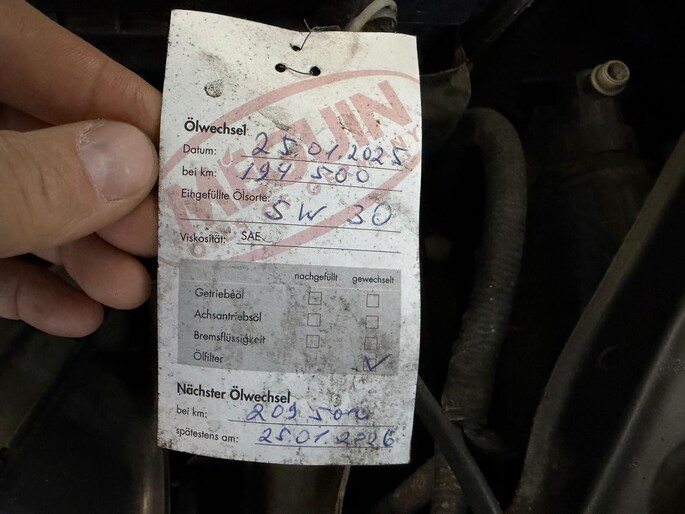 Ölwechsel
Datum: 25.01.2025
bei km: 194 500
Eingefüllte Ölsorte:
5W 30
Viskosität: SAE
nachgefüllt gewechselt
Getriebeöl
Achsantriebsöl
Bremsflüssigkeit
Ölfilter
Nächster Ölwechsel
bei km: 209 500
spätestens am: 25.01.2026